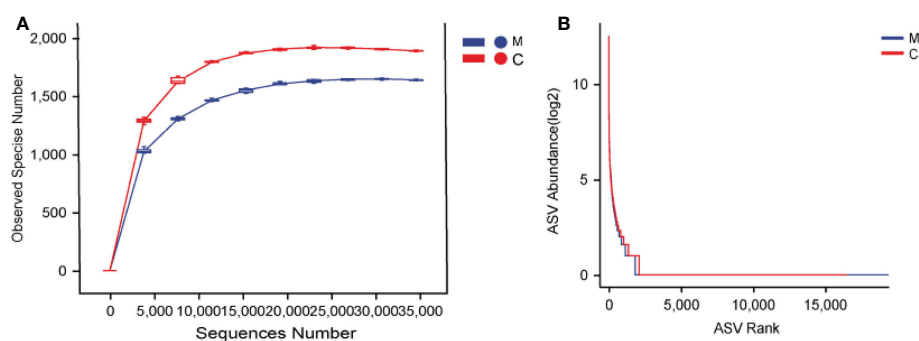 A
Observed Specise Number
2,000
1,500
1,000
500
0
0 5,000 10,000 15,000 20,000 25,000 30,000 35,000
Sequences Number
M
C
B
ASV Abundance(log2)
10
5
0
0 5,000 10,000 15,000
ASV Rank
M
C